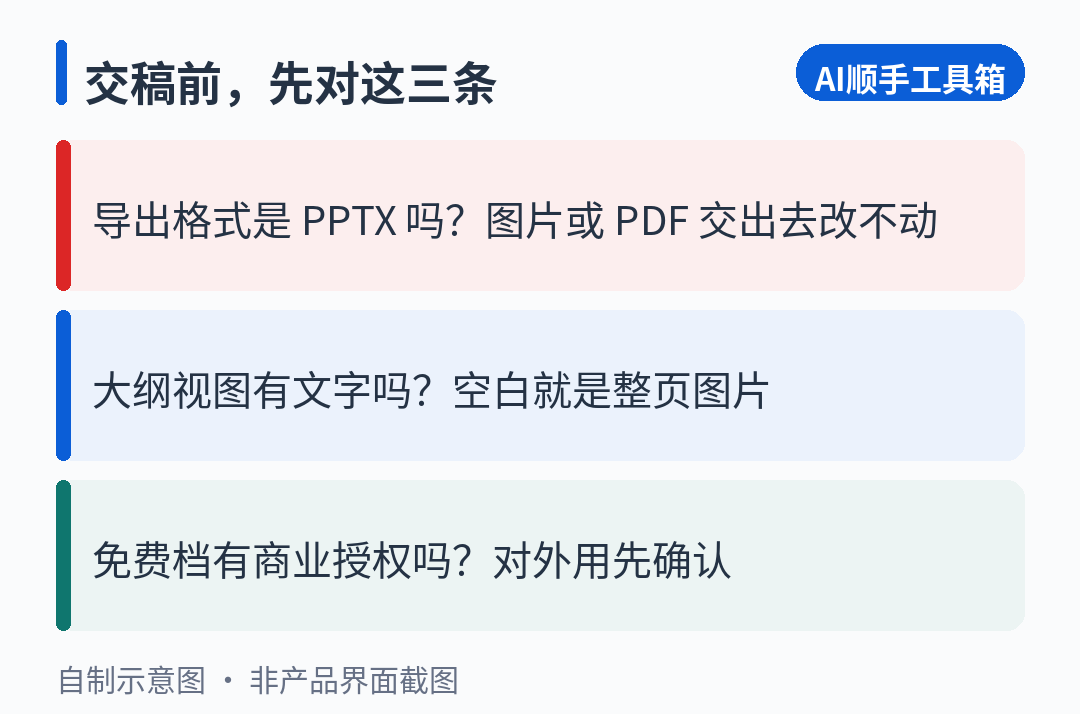 交稿前，先对这三条
AI顺手工具箱
导出格式是 PPTX 吗？图片或 PDF 交出去改不动
大纲视图有文字吗？空白就是整页图片
免费档有商业授权吗？对外用先确认
自制示意图 · 非产品界面截图